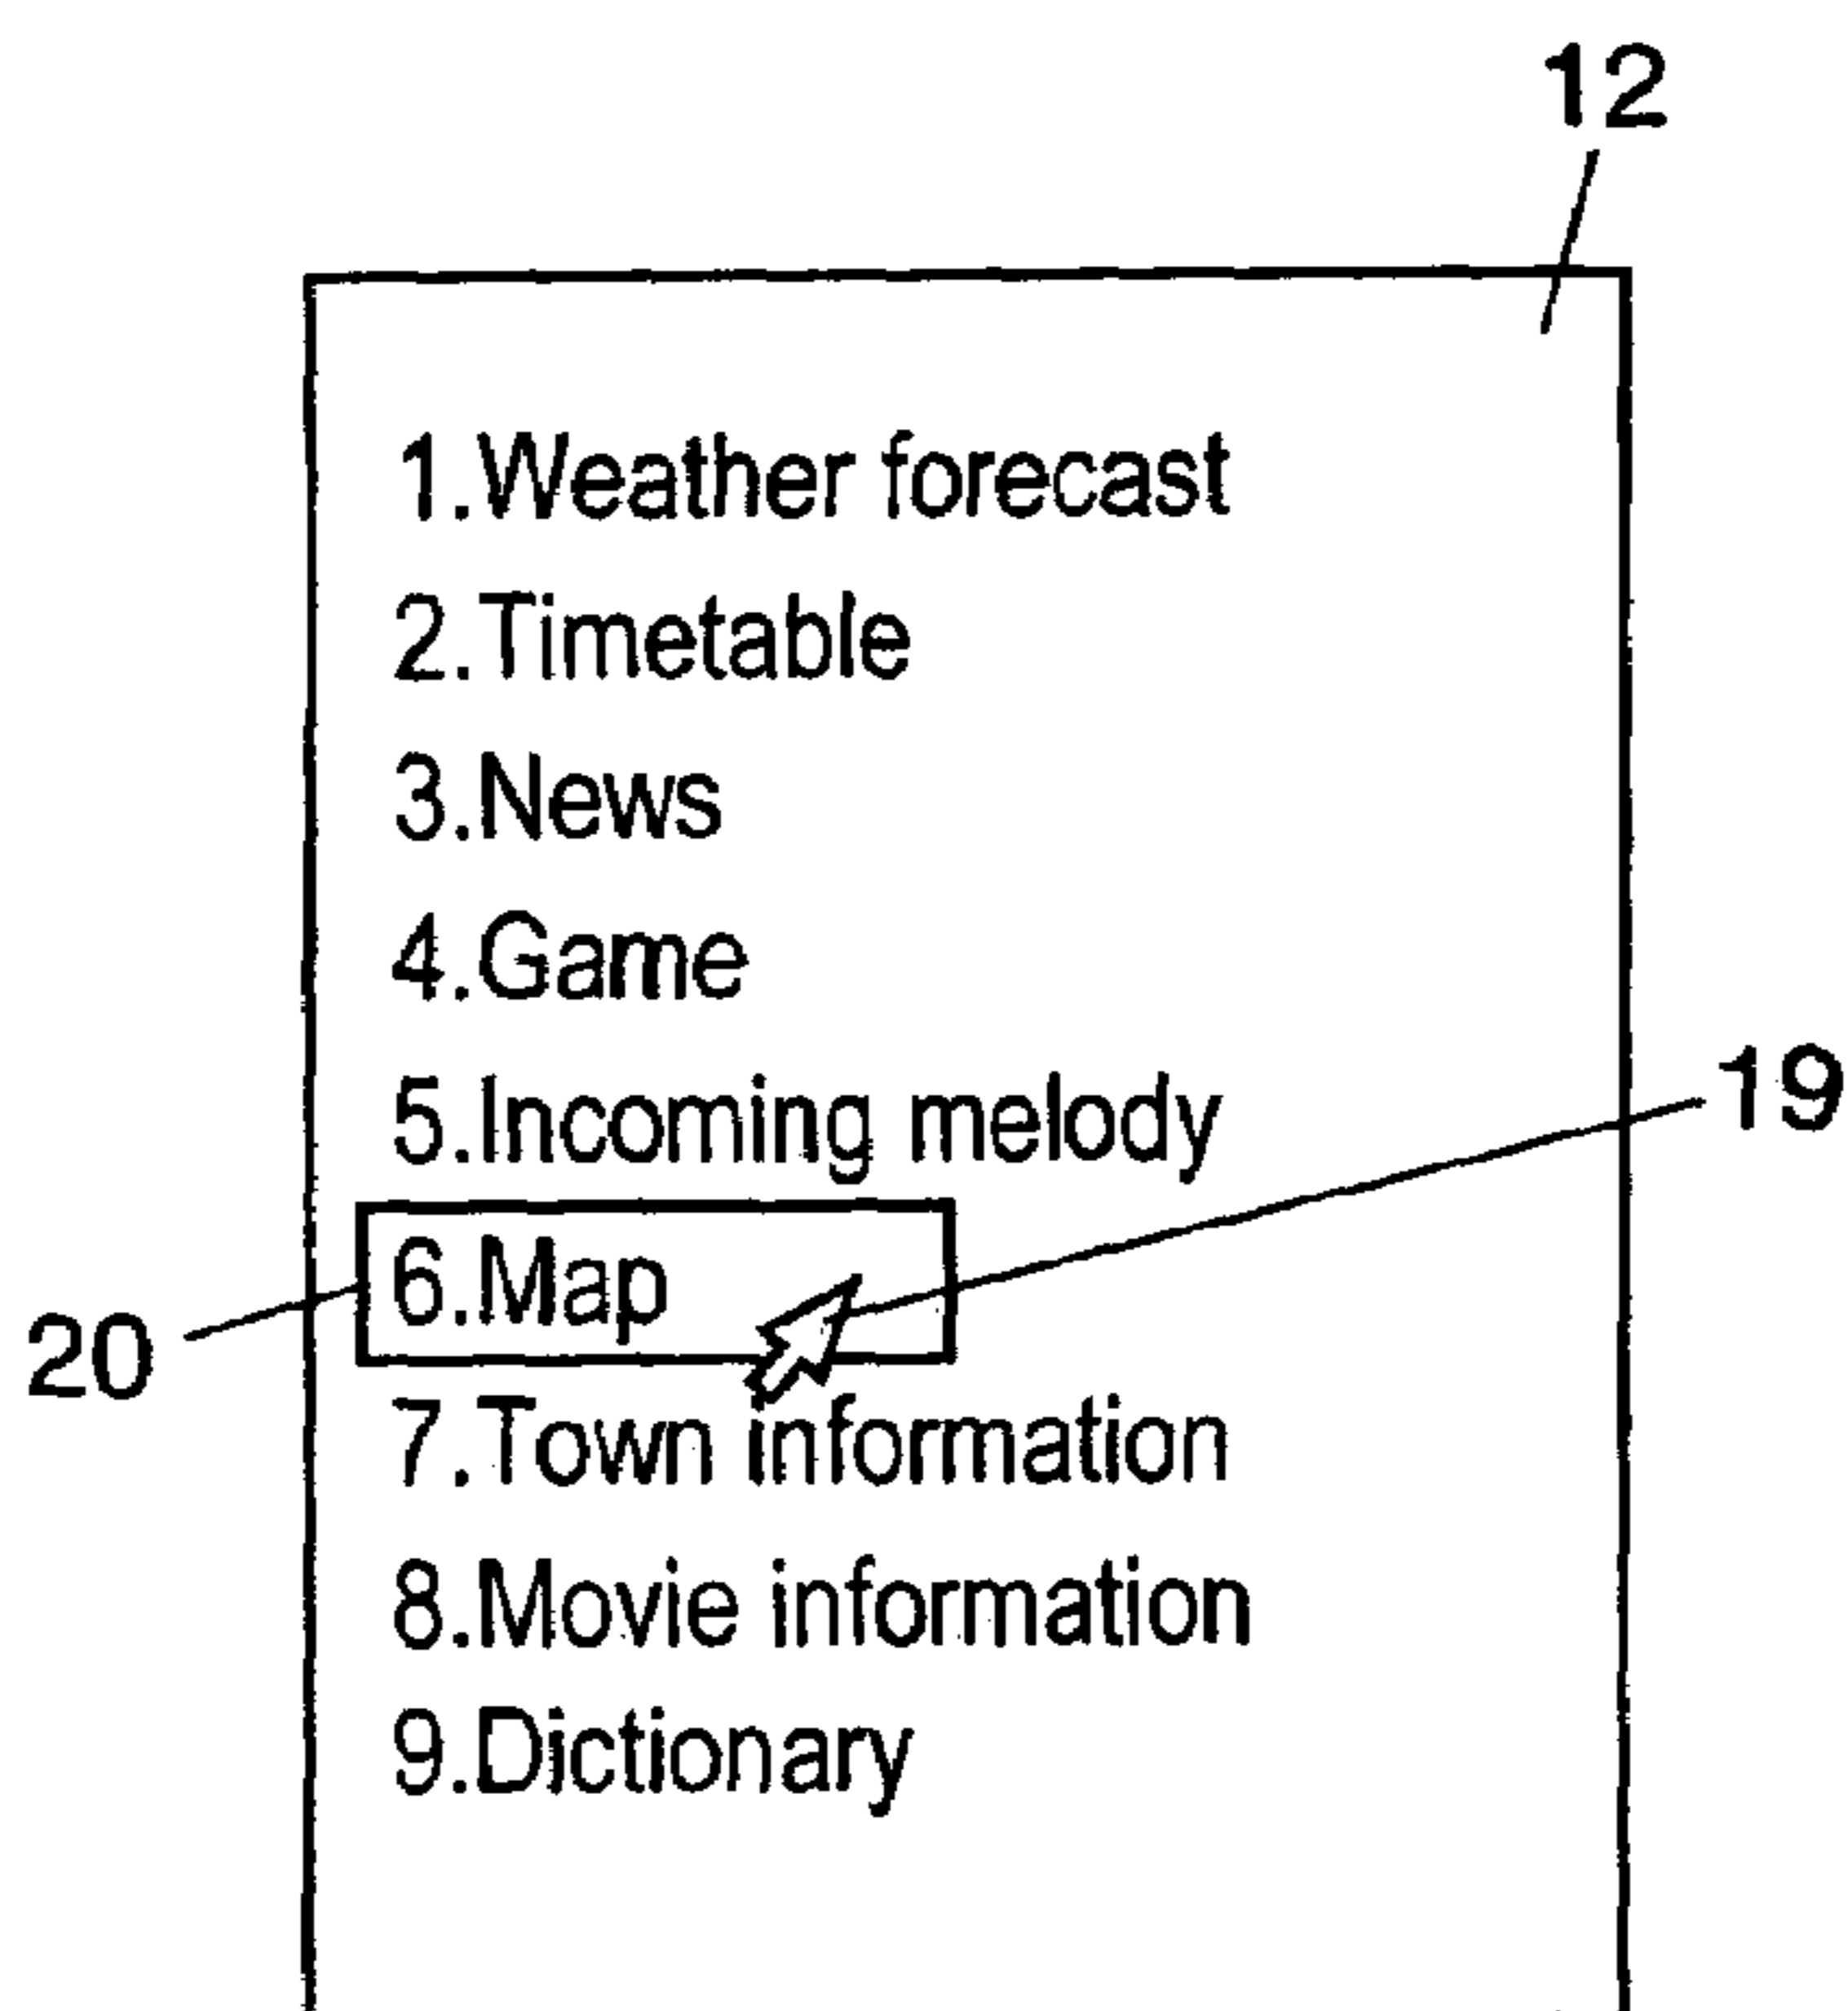 12
1.Weather forecast
2.Timetable
3.News
4.Game
5.Incoming melody
19
6.Map
20
7.Town information
8.Movie information
9.Dictionary